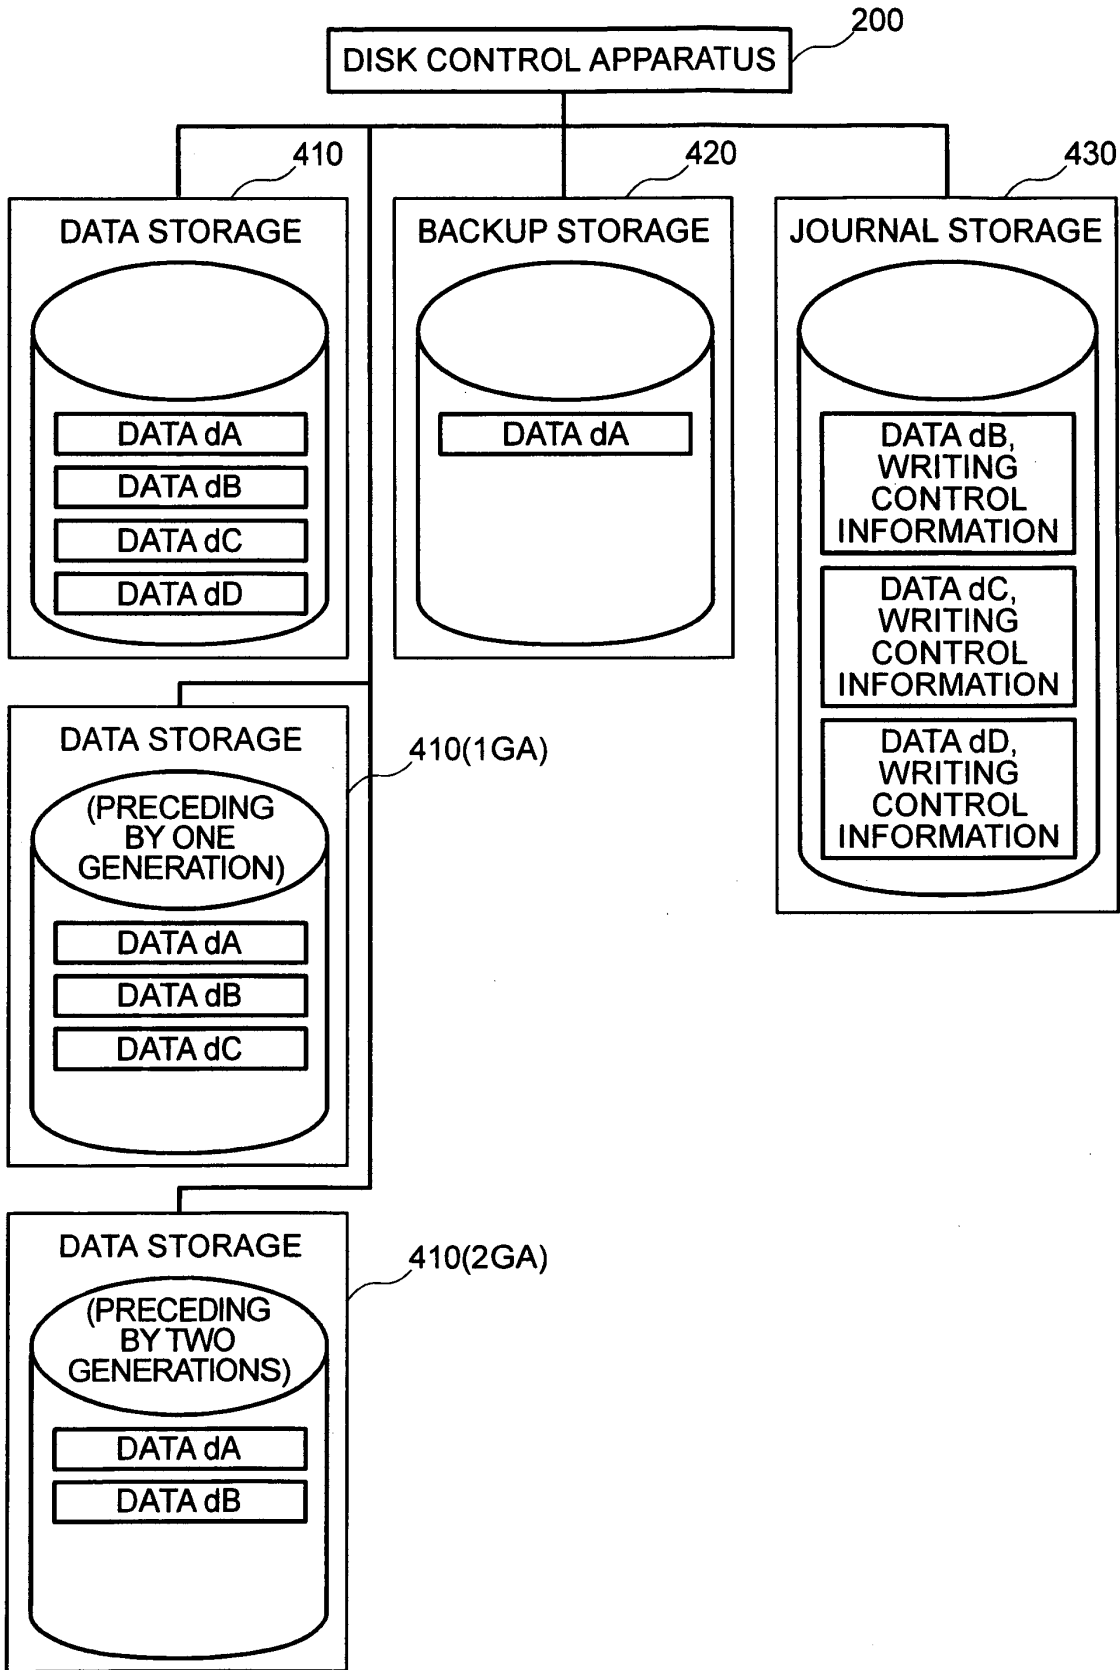 200
DISK CONTROL APPARATUS
410
420
430
DATA STORAGE
DATA dA
DATA dB
DATA dC
DATA dD
BACKUP STORAGE
DATA dA
JOURNAL STORAGE
DATA dB,
WRITING
CONTROL
INFORMATION
DATA dC,
WRITING
CONTROL
INFORMATION
DATA dD,
WRITING
CONTROL
INFORMATION
DATA STORAGE
410(1GA)
(PRECEDING
BY ONE
GENERATION)
DATA dA
DATA dB
DATA dC
DATA STORAGE
410(2GA)
(PRECEDING
BY TWO
GENERATIONS)
DATA dA
DATA dB